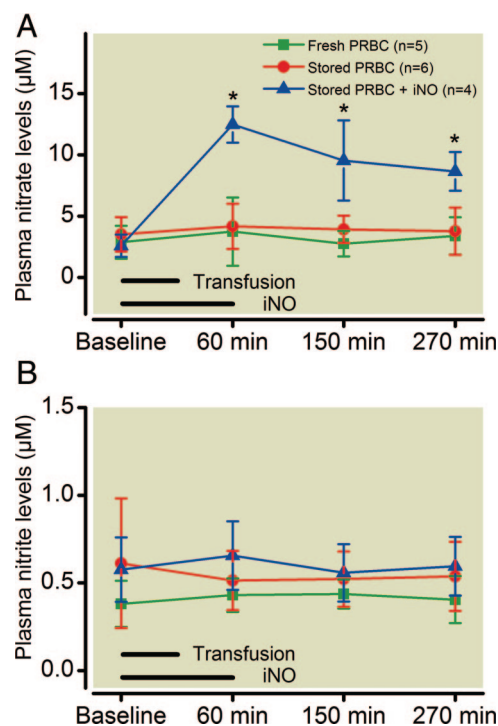 A
Plasma nitrate levels (µM)
15
10
5
0
Fresh PRBC (n=5)
Stored PRBC (n=6)
Stored PRBC + iNO (n=4)
*
*
*
Transfusion
iNO
Baseline 60 min 150 min 270 min
B
Plasma nitrite levels (µM)
1.5
1.0
0.5
0.0
Transfusion
iNO
Baseline 60 min 150 min 270 min